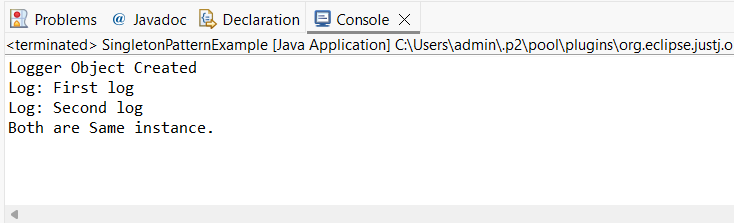 Problems @ Javadoc Declaration Console
<terminated> SingletonPatternExample [Java Application] C:\Users\admin\.p2\pool\plugins\org.eclipse.justj.o
Logger Object Created
Log: First log
Log: Second log
Both are Same instance.